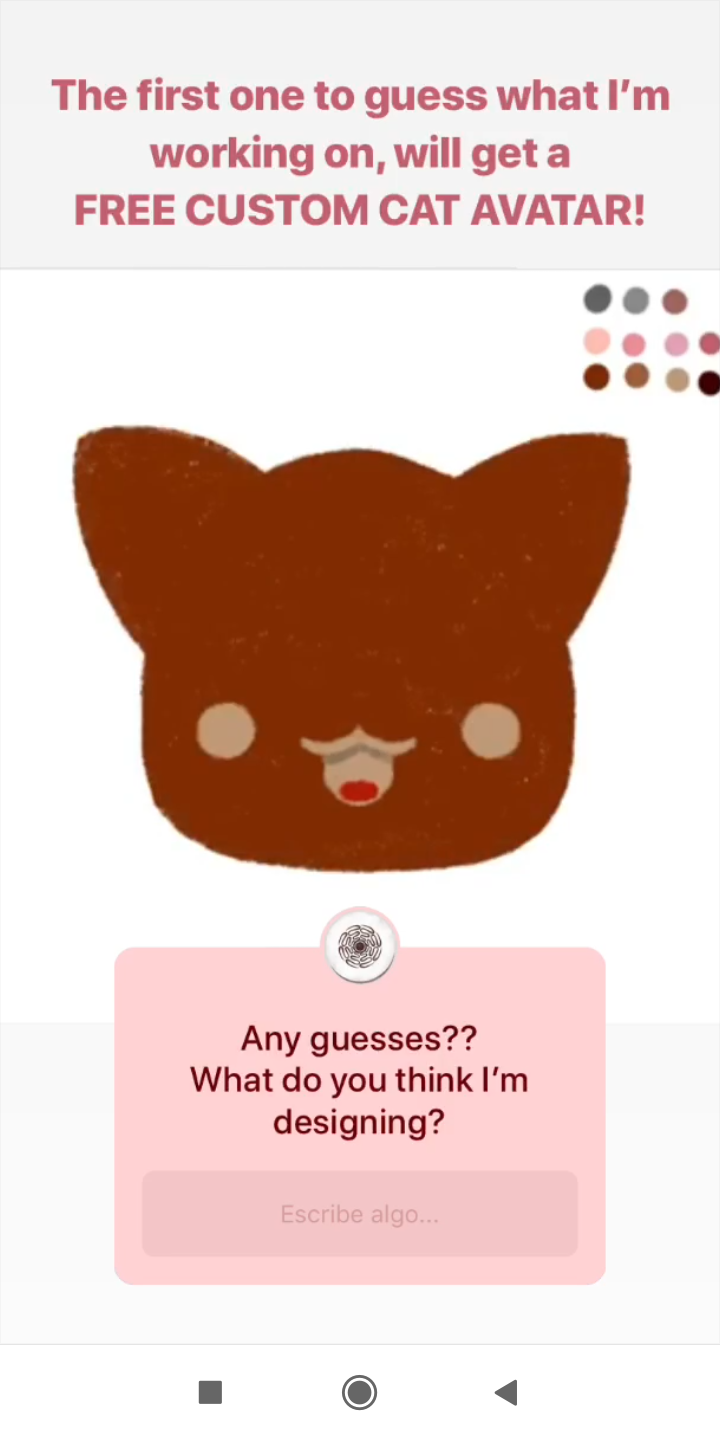 The first one to guess what I’m
working on, will get a
FREE CUSTOM CAT AVATAR!
Any guesses??
What do you think I’m
designing?
Escribe algo...